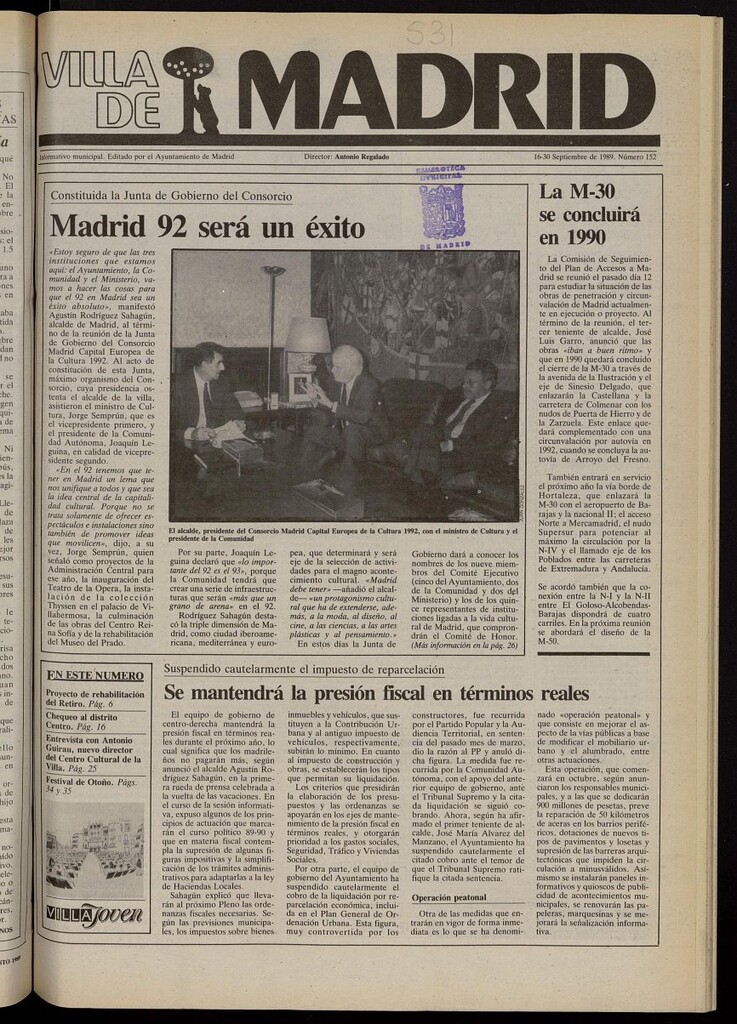 531
VILLA
DE
MADRID
Informativo municipal. Editado por el Ayuntamiento de Madrid
Director: Antonio Regalado
16-30 Septiembre de 1989. Número 152
HEMEROTECA
MUNICIPAL
DE MADRID
Constituida la Junta de Gobierno del Consorcio
Madrid 92 será un éxito
«Estoy seguro de que las tres
instituciones que estamos
aquí: el Ayuntamiento, la Co-
munidad y el Ministerio, va-
mos a hacer las cosas para
que el 92 en Madrid sea un
éxito absoluto», manifestó
Agustín Rodríguez Sahagún,
alcalde de Madrid, al térmi-
no de la reunión de la Junta
de Gobierno del Consorcio
Madrid Capital Europea de
la Cultura 1992. Al acto de
constitución de esta Junta,
máximo organismo del Con-
sorcio, cuya presidencia os-
tenta el alcalde de la villa,
asistieron el ministro de Cul-
tura, Jorge Semprún, que es
el vicepresidente primero, y
el presidente de la Comuni-
dad Autónoma, Joaquín Le-
guina, en calidad de vicepre-
sidente segundo.
«En el 92 tenemos que te-
ner en Madrid un lema que
nos unifique a todos y que sea
la idea central de la capitali-
dad cultural. Porque no se
trata solamente de ofrecer es-
pectáculos e instalaciones sino
también de promover ideas
que movilicen», dijo, a su
vez, Jorge Semprún, quien
señaló como proyectos de la
Administración Central para
ese año, la inauguración del
Teatro de la Opera, la insta-
lación de la colección
Thyssen en el palacio de Vi-
llahermosa, la culminación
de las obras del Centro Rei-
na Sofía y de la rehabilitación
del Museo del Prado.
El alcalde, presidente del Consorcio Madrid Capital Europea de la Cultura 1992, con el ministro de Cultura y el
presidente de la Comunidad
Por su parte, Joaquín Le-
guina declaró que «lo impor-
tante del 92 es el 93», porque
la Comunidad tendrá que
crear una serie de infraestruc-
turas que serán «más que un
grano de arena» en el 92.
Rodríguez Sahagún desta-
có la triple dimensión de Ma-
drid, como ciudad iberoame-
ricana, mediterránea y euro-
pea, que determinará y será
eje de la selección de activida-
des para el magno aconteci-
miento cultural. «Madrid
debe tener» —añadió el alcal-
de— «un protagonismo cultu-
ral que ha de extenderse, ade-
más, a la moda, al diseño, al
cine, a las ciencias, a las artes
plásticas y al pensamiento.»
En estos días la Junta de
Gobierno dará a conocer los
nombres de los nueve miem-
bros del Comité Ejecutivo
(cinco del Ayuntamiento, dos
de la Comunidad y dos del
Ministerio) y los de los quin-
ce representantes de institucio-
nes ligadas a la vida cultu-
ral de Madrid, que compon-
drán el Comité de Honor.
(Más información en la pág. 26)
La M-30
se concluirá
en 1990
La Comisión de Seguimien-
to del Plan de Accesos a Ma-
drid se reunió el pasado día 12
para estudiar la situación de las
obras de penetración y circun-
valación de Madrid actualmen-
te en ejecución o proyecto. Al
término de la reunión, el ter-
cer teniente de alcalde, José
Luis Garro, anunció que las
obras «iban a buen ritmo» y
que en 1990 quedará concluido
el cierre de la M-30 a través de
la avenida de la Ilustración y el
eje de Sinesio Delgado, que
enlazarán la Castellana y la
carretera de Colmenar con los
nudos de Puerta de Hierro y de
la Zarzuela. Este enlace que-
dará complementado con una
circunvalación por autovía en
1992, cuando se concluya la au-
tovía de Arroyo del Fresno.
También entrará en servicio
el próximo año la vía borde de
Hortaleza, que enlazará la
M-30 con el aeropuerto de Ba-
rajas y la nacional II; el acceso
Norte a Mercamadrid, el nudo
Supersur para potenciar al
máximo la circulación por la
N-IV y el llamado eje de los
Poblados entre las carreteras
de Extremadura y Andalucía.
Se acordó también que la co-
nexión entre la N-I y la N-II
entre El Goloso-Alcobendas-
Barajas dispondrá de cuatro
carriles. En la próxima reunión
se abordará el diseño de la
M-50.
EN ESTE NUMERO
Proyecto de rehabilitación
del Retiro. Pág. 6
Chequeo al distrito
Centro. Pág. 16
Entrevista con Antonio
Guirau, nuevo director
del Centro Cultural de la
Villa. Pág. 25
Festival de Otoño. Págs.
34 y 35
VILLA Joven
Suspendido cautelarmente el impuesto de reparcelación
Se mantendrá la presión fiscal en términos reales
El equipo de gobierno de
centro-derecha mantendrá la
presión fiscal en términos rea-
les durante el próximo año, lo
cual significa que los madrile-
ños no pagarán más, según
anunció el alcalde Agustín Ro-
dríguez Sahagún, en la prime-
ra rueda de prensa celebrada a
la vuelta de las vacaciones. En
el curso de la sesión informati-
va, expuso algunos de los prin-
cipios de actuación que marca-
rán el curso político 89-90 y
que en materia fiscal contem-
pla la supresión de algunas fi-
guras impositivas y la simplifi-
cación de los trámites adminis-
trativos para adaptarlas a la ley
de Haciendas Locales.
Sahagún explicó que lleva-
rán al próximo Pleno las orde-
nanzas fiscales necesarias. Se-
gún las previsiones municipa-
les, los impuestos sobre bienes
inmuebles y vehículos, que sus-
tituyen a la Contribución Urba-
na y al antiguo impuesto de
vehículos, respectivamente,
subirán lo mínimo. En cuanto
al impuesto de construcción y
obras, se establecerán los tipos
que permitan su liquidación.
Los criterios que presidirán
la elaboración de los presupues-
tos y las ordenanzas se
apoyarán en los ejes de mante-
nimiento de la presión fiscal en
términos reales, y otorgarán
prioridad a los gastos sociales,
Seguridad, Tráfico y Viviendas
Sociales.
Por otra parte, el equipo de
gobierno del Ayuntamiento ha
suspendido cautelarmente el
cobro de la liquidación por re-
parcelación económica, inclui-
da en el Plan General de Or-
denación Urbana. Esta figura,
muy controvertida por los
constructores, fue recurrida
por el Partido Popular y la Au-
diencia Territorial, en senten-
cia del pasado mes de marzo,
dio la razón al PP y anuló di-
cha figura. La medida fue re-
currida por la Comunidad Au-
tónoma, con el apoyo del ante-
rior equipo de gobierno, ante
el Tribunal Supremo y la cita-
da liquidación se siguió co-
brando. Ahora, según ha afir-
mado el primer teniente de al-
calde, José María Alvarez del
Manzano, el Ayuntamiento ha
suspendido cautelarmente el
citado cobro ante el temor de
que el Tribunal Supremo rati-
fique la citada sentencia.
Operación peatonal
Otra de las medidas que en-
trarán en vigor de forma inme-
diata es lo que se ha denomi-
nado «operación peatonal» y
que consiste en mejorar el as-
pecto de la vías públicas a base
de modificar el mobiliario urba-
no y el alumbrado, entre
otras actuaciones.
Esta operación, que comen-
zará en octubre, según anun-
ciaron los responsables munici-
pales, y a las que se dedicarán
900 millones de pesetas, prevé
la reparación de 50 kilómetros
de aceras en los barrios perifé-
ricos, dotaciones de nuevos ti-
pos de pavimentos y losetas y
supresión de las barreras arqui-
tectónicas que impiden la cir-
culación a minusválidos. Así-
mismo se instalarán paneles in-
formativos y quioscos de publi-
cidad de acontecimientos mu-
nicipales, se renovarán las pa-
peleras, marquesinas y se me-
jorará la señalización informa-
tiva.